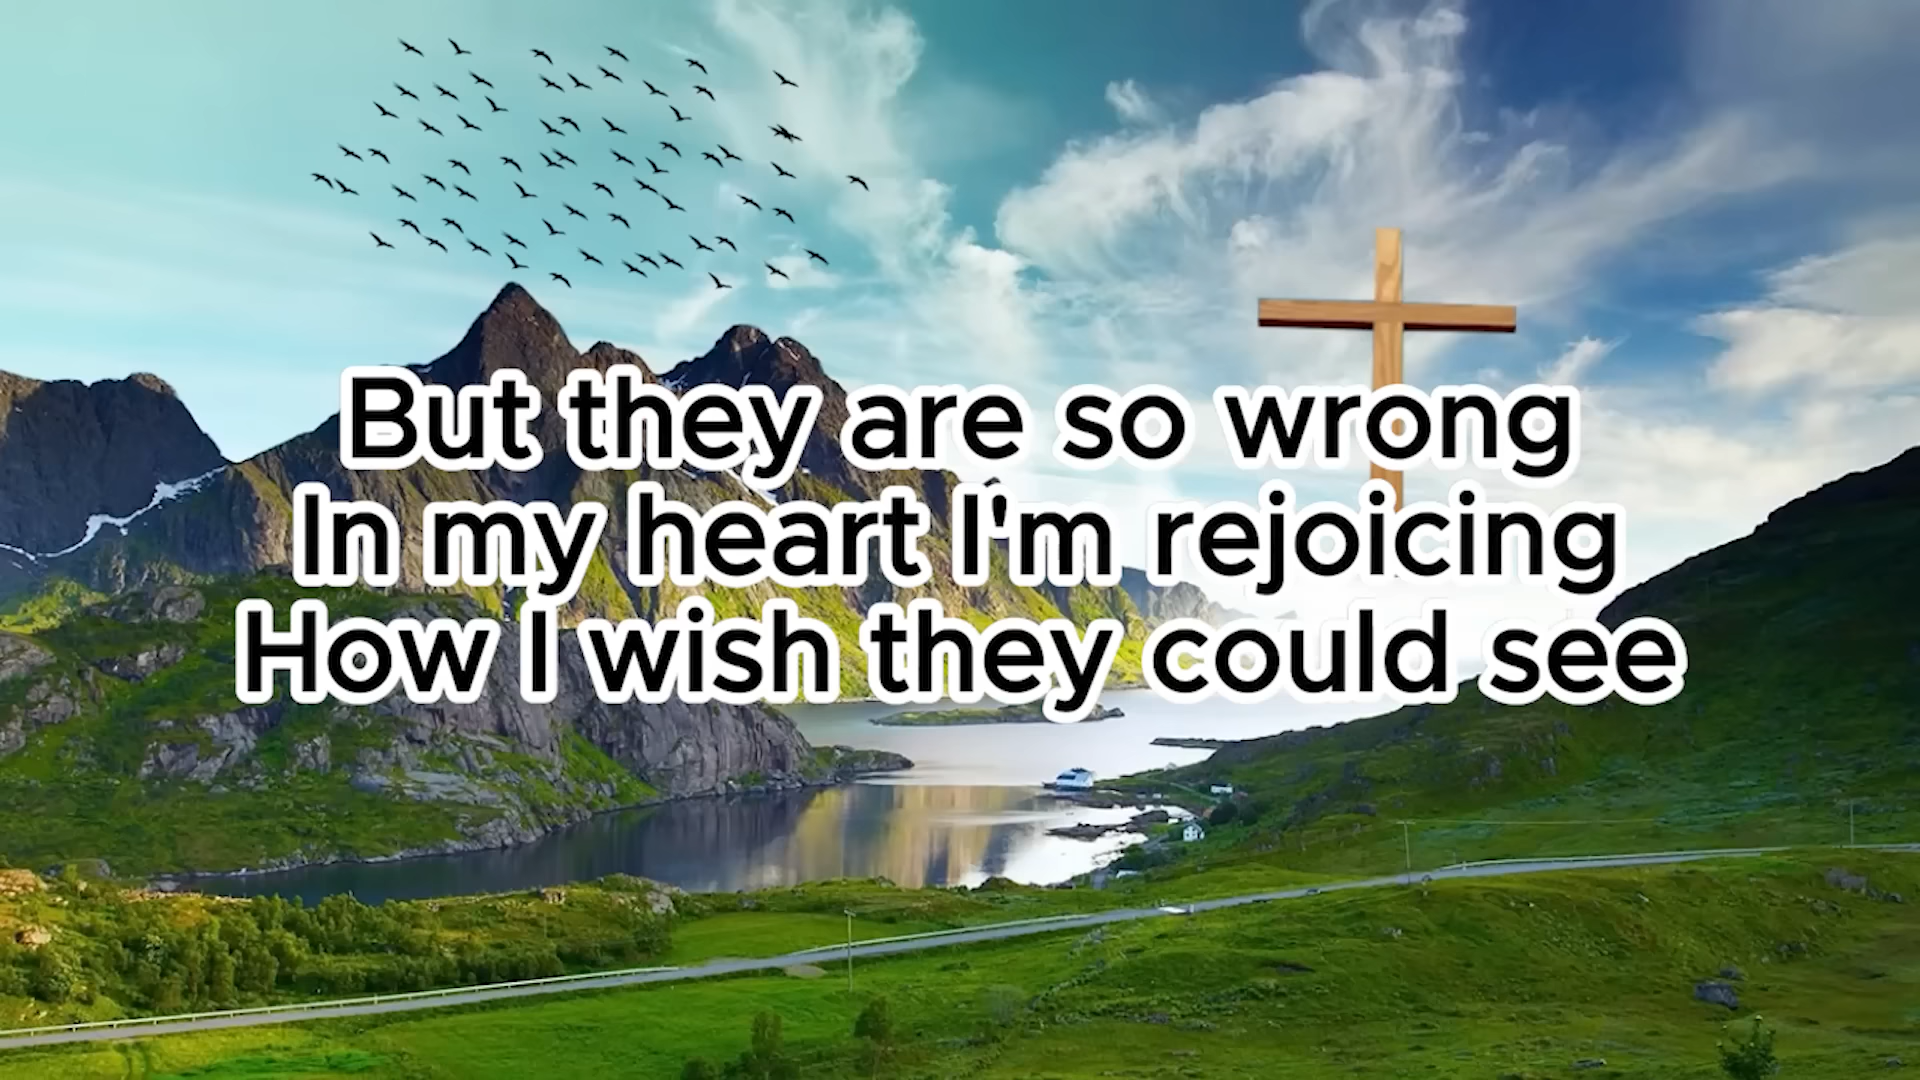 But they are so wrong
In my heart I'm rejoicing
How I wish they could see